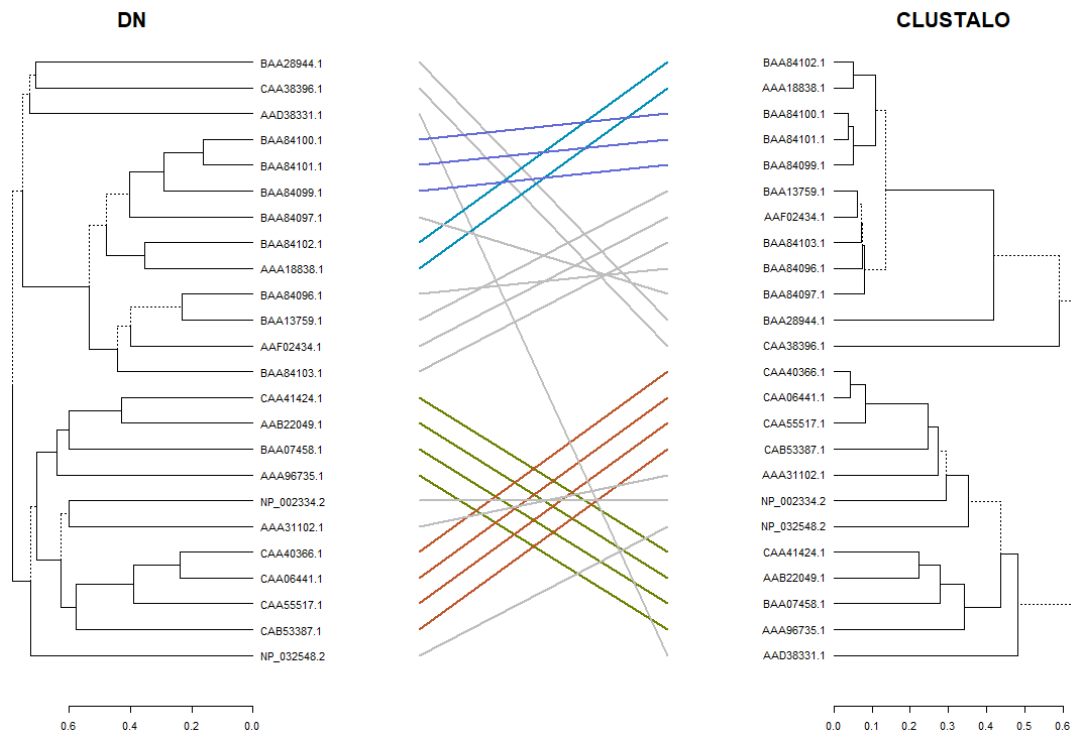 DN
CLUSTALO
BAA28944.1
CAA38396.1
AAD38331.1
BAA84100.1
BAA84101.1
BAA84099.1
BAA84097.1
BAA84102.1
AAA18838.1
BAA84096.1
BAA13759.1
AAF02434.1
BAA84103.1
CAA41424.1
AAB22049.1
BAA07458.1
AAA96735.1
NP_002334.2
AAA31102.1
CAA40366.1
CAA06441.1
CAA55517.1
CAB53387.1
NP_032548.2
0.6 0.4 0.2 0.0
BAA84102.1
AAA18838.1
BAA84100.1
BAA84101.1
BAA84099.1
BAA13759.1
AAF02434.1
BAA84103.1
BAA84096.1
BAA84097.1
BAA28944.1
CAA38396.1
CAA40366.1
CAA06441.1
CAA55517.1
CAB53387.1
AAA31102.1
NP_002334.2
NP_032548.2
CAA41424.1
AAB22049.1
BAA07458.1
AAA96735.1
AAD38331.1
0.0 0.1 0.2 0.3 0.4 0.5 0.6